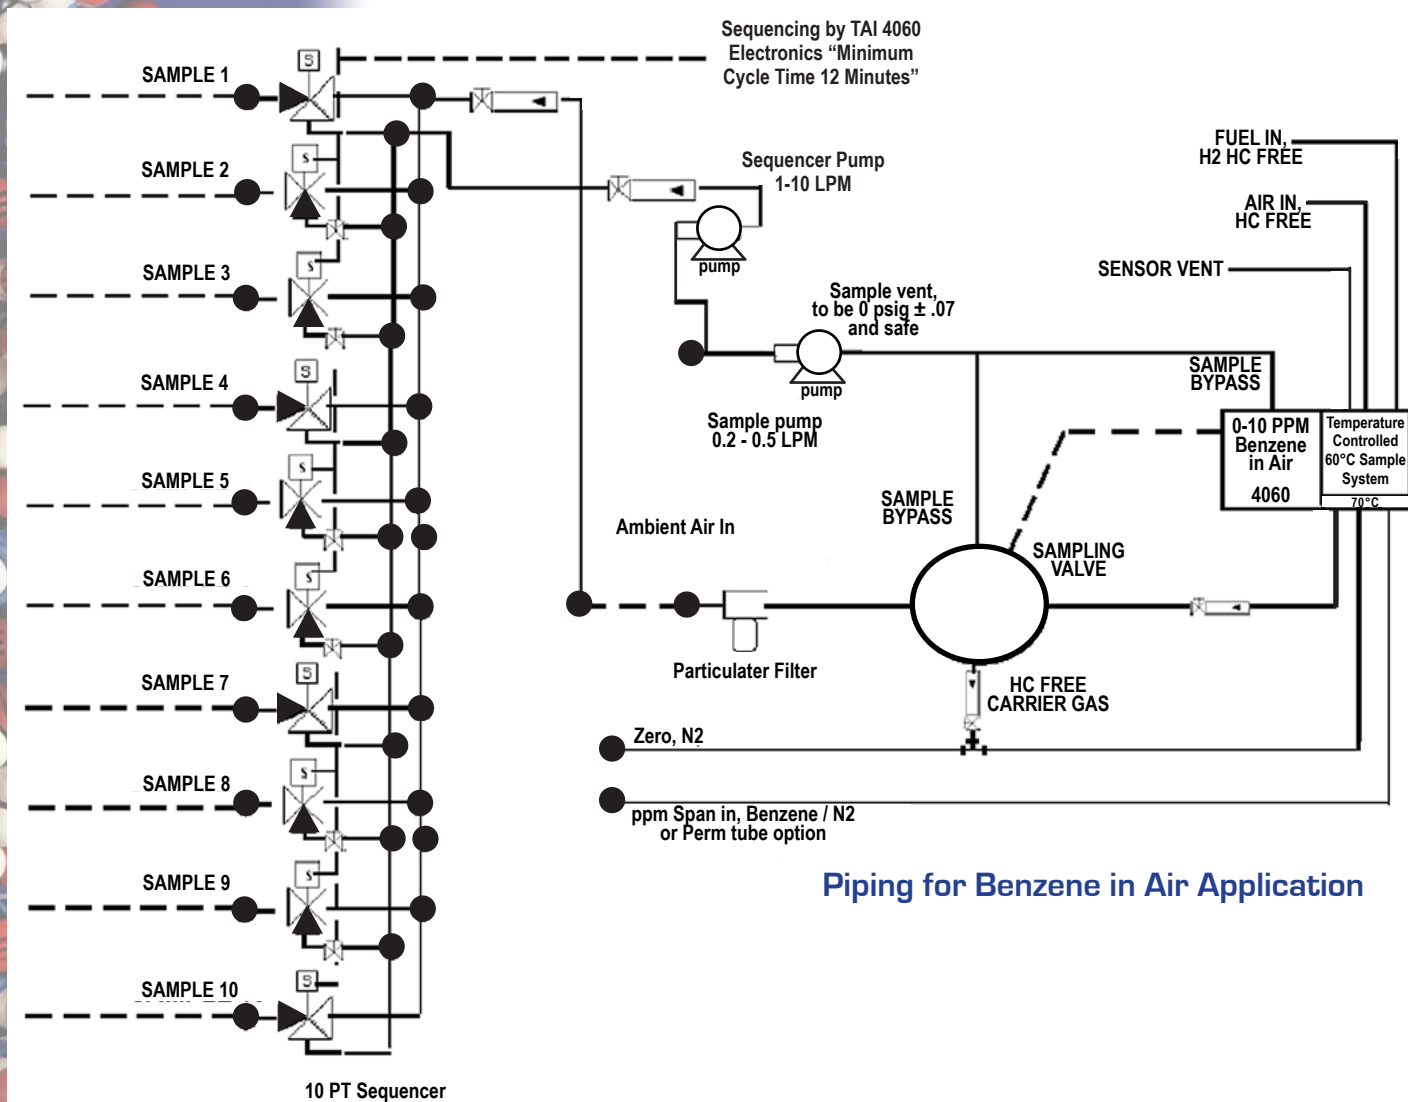 Sequencing by TAI 4060
Electronics “Minimum
Cycle Time 12 Minutes”
SAMPLE 1
S
SAMPLE 2
S
SAMPLE 3
S
SAMPLE 4
S
SAMPLE 5
S
SAMPLE 6
S
SAMPLE 7
S
SAMPLE 8
S
SAMPLE 9
S
SAMPLE 10
S
10 PT Sequencer
Sequencer Pump
1-10 LPM
pump
Sample vent,
to be 0 psig ± .07
and safe
pump
Sample pump
0.2 - 0.5 LPM
FUEL IN,
H2 HC FREE
AIR IN,
HC FREE
SENSOR VENT
SAMPLE
BYPASS
0-10 PPM
Benzene
in Air
4060
Temperature
Controlled
60°C Sample
System
70°C
SAMPLE
BYPASS
Ambient Air In
SAMPLING
VALVE
Particulater Filter
HC FREE
CARRIER GAS
Zero, N2
ppm Span in, Benzene / N2
or Perm tube option
Piping for Benzene in Air Application